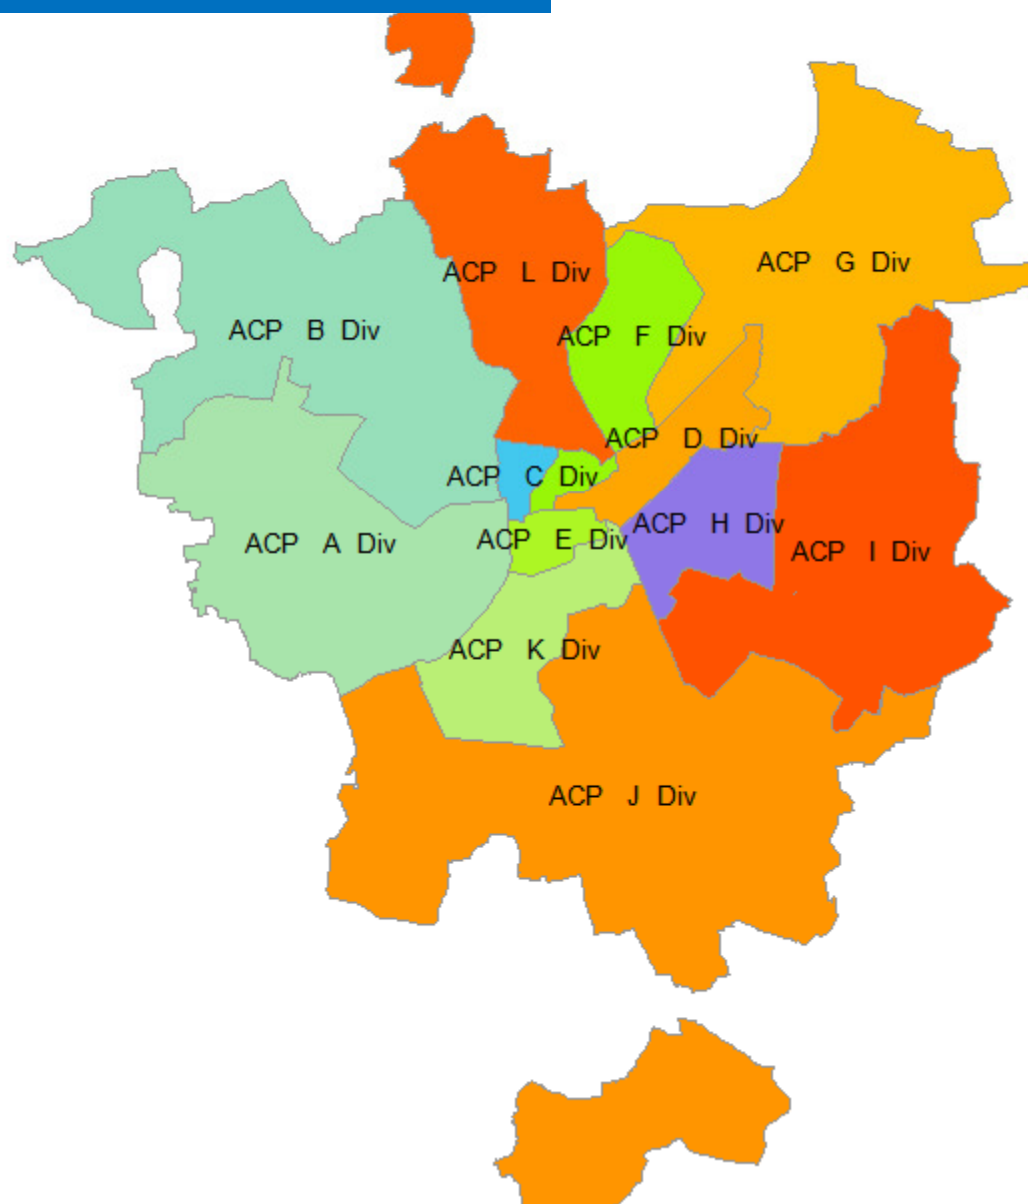 ACP G Div
ACP L Div
ACP B Div
ACP F Div
ACP D Div
ACP C Div
ACP H Div
ACP E Div
ACP A Div
ACP I Div
ACP K Div
ACP J Div